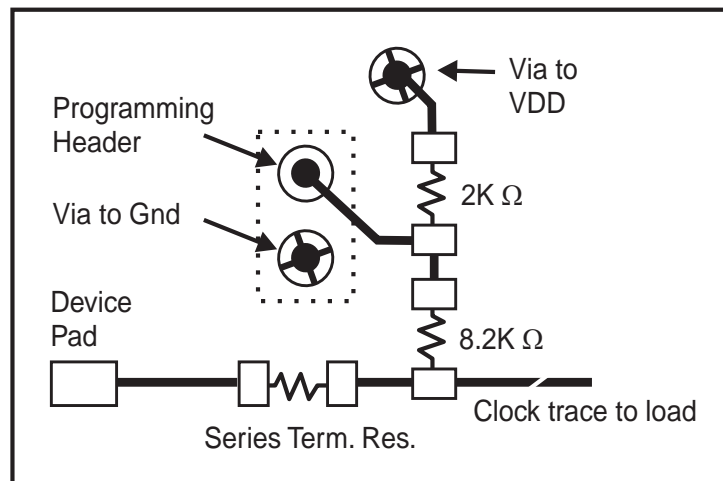 Via to
VDD
Programming
Header
2K Ω
Via to Gnd
Device
Pad
8.2K Ω
Clock trace to load
Series Term. Res.